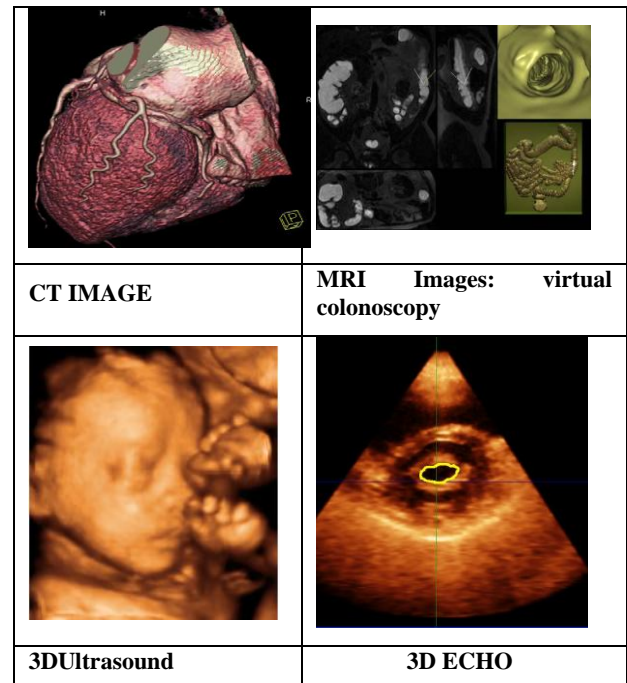 H
R
CT IMAGE
MRI Images: virtual
colonoscopy
3DUltrasound
3D ECHO